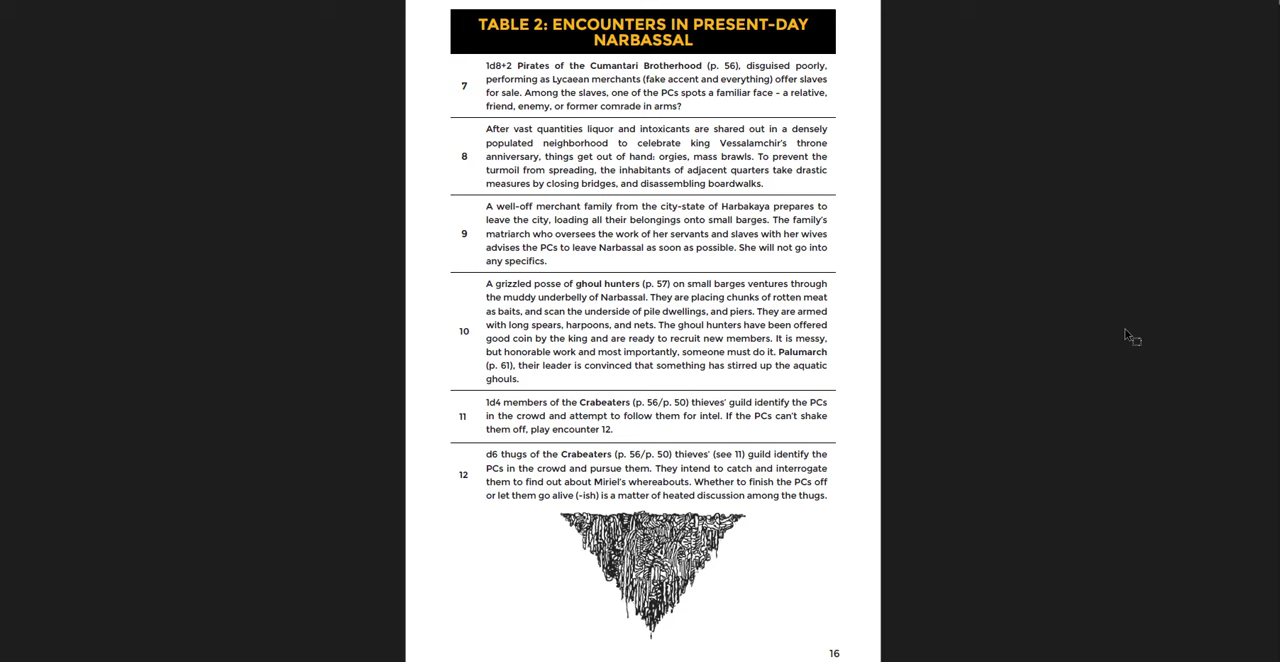 TABLE 2: ENCOUNTERS IN PRESENT-DAY
NARBASSAL
7
1d8+2 Pirates of the Cumantari Brotherhood (p. 56), disguised poorly,
performing as Lycaean merchants (fake accent and everything) offer slaves
for sale. Among the slaves, one of the PCs spots a familiar face - a relative,
friend, enemy, or former comrade in arms?
8
After vast quantities liquor and intoxicants are shared out in a densely
populated neighborhood to celebrate king Vessalamchir's throne
anniversary, things get out of hand: orgies, mass brawls. To prevent the
turmoil from spreading, the inhabitants of adjacent quarters take drastic
measures by closing bridges, and disassembling boardwalks.
9
A well-off merchant family from the city-state of Harbakaya prepares to
leave the city, loading all their belongings onto small barges. The family's
matriarch who oversees the work of her servants and slaves with her wives
advises the PCs to leave Narbassal as soon as possible. She will not go into
any specifics.
10
A grizzled posse of ghoul hunters (p. 57) on small barges ventures through
the muddy underbelly of Narbassal. They are placing chunks of rotten meat
as baits, and scan the underside of pile dwellings, and piers. They are armed
with long spears, harpoons, and nets. The ghoul hunters have been offered
good coin by the king and are ready to recruit new members. It is messy,
but honorable work and most importantly, someone must do it. Palumarch
(p. 61), their leader is convinced that something has stirred up the aquatic
ghouls.
11
1d4 members of the Crabeaters (p. 56/p. 50) thieves' guild identify the PCs
in the crowd and attempt to follow them for intel. If the PCs can't shake
them off, play encounter 12.
12
d6 thugs of the Crabeaters (p. 56/p. 50) thieves' (see 11) guild identify the
PCs in the crowd and pursue them. They intend to catch and interrogate
them to find out about Miriel's whereabouts. Whether to finish the PCs off
or let them go alive (-ish) is a matter of heated discussion among the thugs.
16